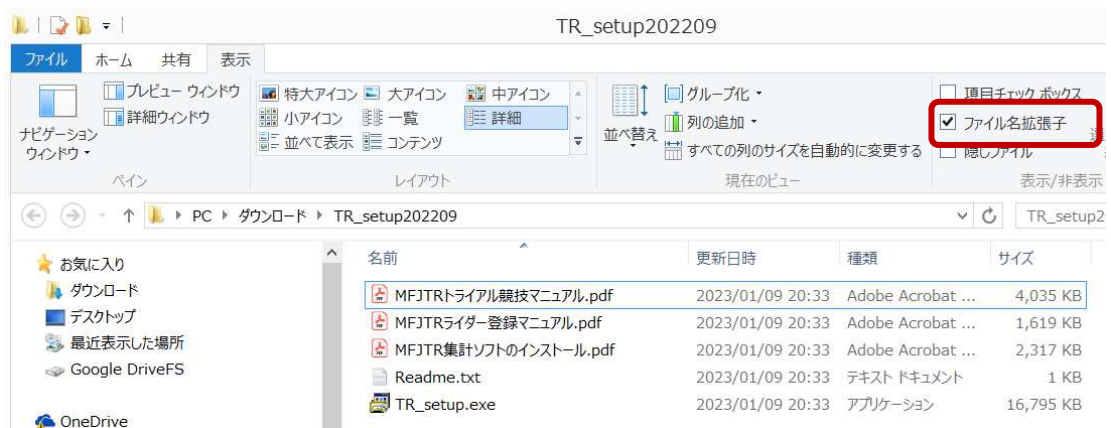 TR_setup202209
ファイル ホーム 共有 表示
ナビゲーション
ウィンドウ
プレビュー ウィンドウ
詳細ウィンドウ
ペイン
特大アイコン 大アイコン 中アイコン
小アイコン 一覧 詳細
並べて表示 コンテンツ
レイアウト
並べ替え
グループ化
列の追加
すべての列のサイズを自動的に変更する
現在のビュー
項目チェック ボックス
ファイル名拡張子
隠しファイル
表示/非表示
PC ダウンロード TR_setup202209
TR_setup2
お気に入り
ダウンロード
デスクトップ
最近表示した場所
Google DriveFS
OneDrive
名前 更新日時 種類 サイズ
MFJTRトライアル競技マニュアル.pdf 2023/01/09 20:33 Adobe Acrobat ... 4,035 KB
MFJTRライダー登録マニュアル.pdf 2023/01/09 20:33 Adobe Acrobat ... 1,619 KB
MFJTR集計ソフトのインストール.pdf 2023/01/09 20:33 Adobe Acrobat ... 2,317 KB
Readme.txt 2023/01/09 20:33 テキスト ドキュメント 1 KB
TR_setup.exe 2023/01/09 20:33 アプリケーション 16,795 KB